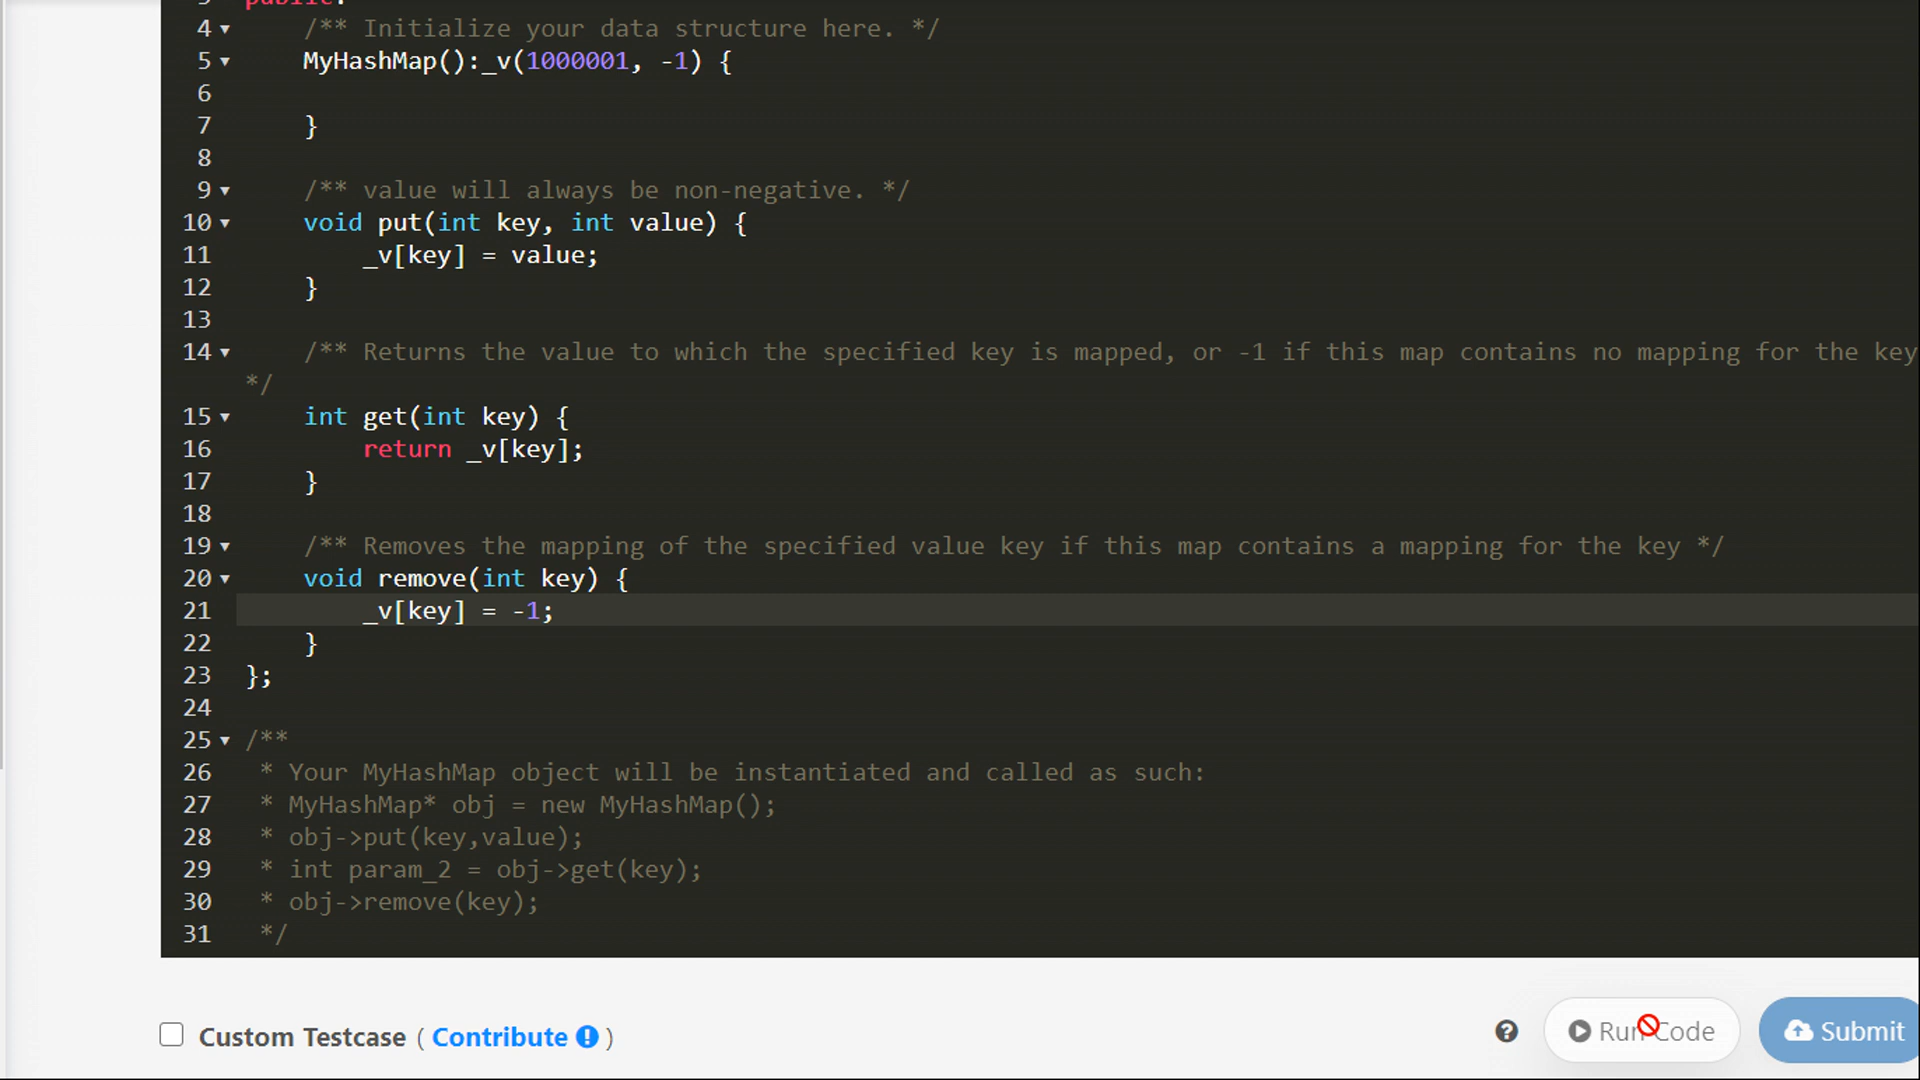 3 public:
4 /** Initialize your data structure here. */
5 MyHashMap():_v(1000001, -1) {
6
7 }
8
9 /** value will always be non-negative. */
10 void put(int key, int value) {
11 _v[key] = value;
12 }
13
14 /** Returns the value to which the specified key is mapped, or -1 if this map contains no mapping for the key
*/
15 int get(int key) {
16 return _v[key];
17 }
18
19 /** Removes the mapping of the specified value key if this map contains a mapping for the key */
20 void remove(int key) {
21 _v[key] = -1;
22 }
23 };
24
25 /**
26 * Your MyHashMap object will be instantiated and called as such:
27 * MyHashMap* obj = new MyHashMap();
28 * obj->put(key,value);
29 * int param_2 = obj->get(key);
30 * obj->remove(key);
31 */
Custom Testcase ( Contribute ! )
? Run Code Submit